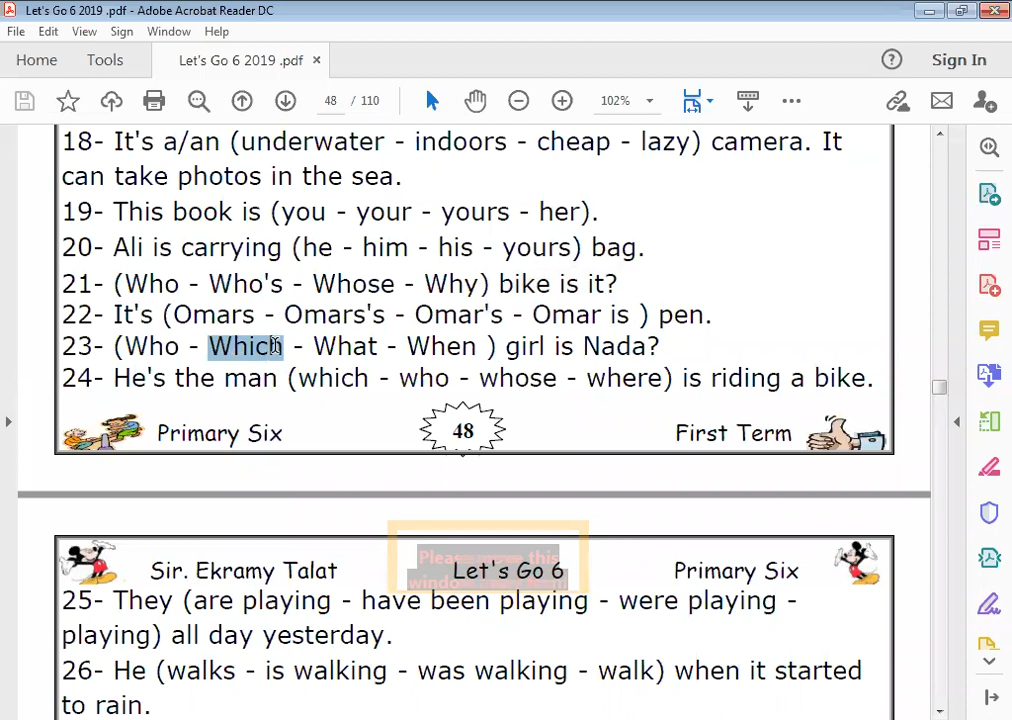 Let's Go 6 2019 .pdf - Adobe Acrobat Reader DC
File Edit View Sign Window Help
Home Tools Let's Go 6 2019 .pdf × Sign In
48 / 110 102%
18- It's a/an (underwater - indoors - cheap - lazy) camera. It
can take photos in the sea.
19- This book is (you - your - yours - her).
20- Ali is carrying (he - him - his - yours) bag.
21- (Who - Who's - Whose - Why) bike is it?
22- It's (Omars - Omars's - Omar's - Omar is ) pen.
23- (Who - Which - What - When ) girl is Nada?
24- He's the man (which - who - whose - where) is riding a bike.
Primary Six 48 First Term
Sir. Ekramy Talat Let's Go 6 Primary Six
Please move this
window
25- They (are playing - have been playing - were playing -
playing) all day yesterday.
26- He (walks - is walking - was walking - walk) when it started
to rain.